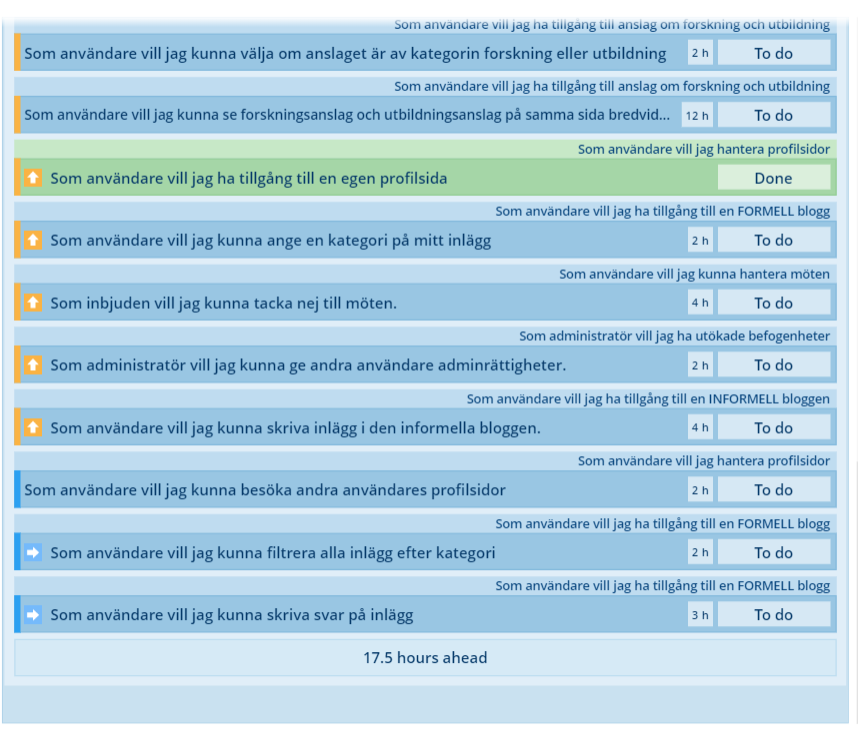 Som användare vill jag ha tillgång till anslag om forskning och utbildning
Som användare vill jag kunna välja om anslaget är av kategorin forskning eller utbildning 2 h To do
Som användare vill jag ha tillgång till anslag om forskning och utbildning
Som användare vill jag kunna se forskningsanslag och utbildningsanslag på samma sida bredvid... 12 h To do
Som användare vill jag hantera profilsidor
Som användare vill jag ha tillgång till en egen profilsida Done
Som användare vill jag ha tillgång till en FORMELL blogg
Som användare vill jag kunna ange en kategori på mitt inlägg 2 h To do
Som användare vill jag kunna hantera möten
Som inbjuden vill jag kunna tacka nej till möten. 4 h To do
Som administratör vill jag ha utökade befogenheter
Som administratör vill jag kunna ge andra användare adminrättigheter. 2 h To do
Som användare vill jag ha tillgång till en INFORMELL bloggen
Som användare vill jag kunna skriva inlägg i den informella bloggen. 4 h To do
Som användare vill jag hantera profilsidor
Som användare vill jag kunna besöka andra användares profilsidor 2 h To do
Som användare vill jag ha tillgång till en FORMELL blogg
Som användare vill jag kunna filtrera alla inlägg efter kategori 2 h To do
Som användare vill jag ha tillgång till en FORMELL blogg
Som användare vill jag kunna skriva svar på inlägg 3 h To do
17.5 hours ahead